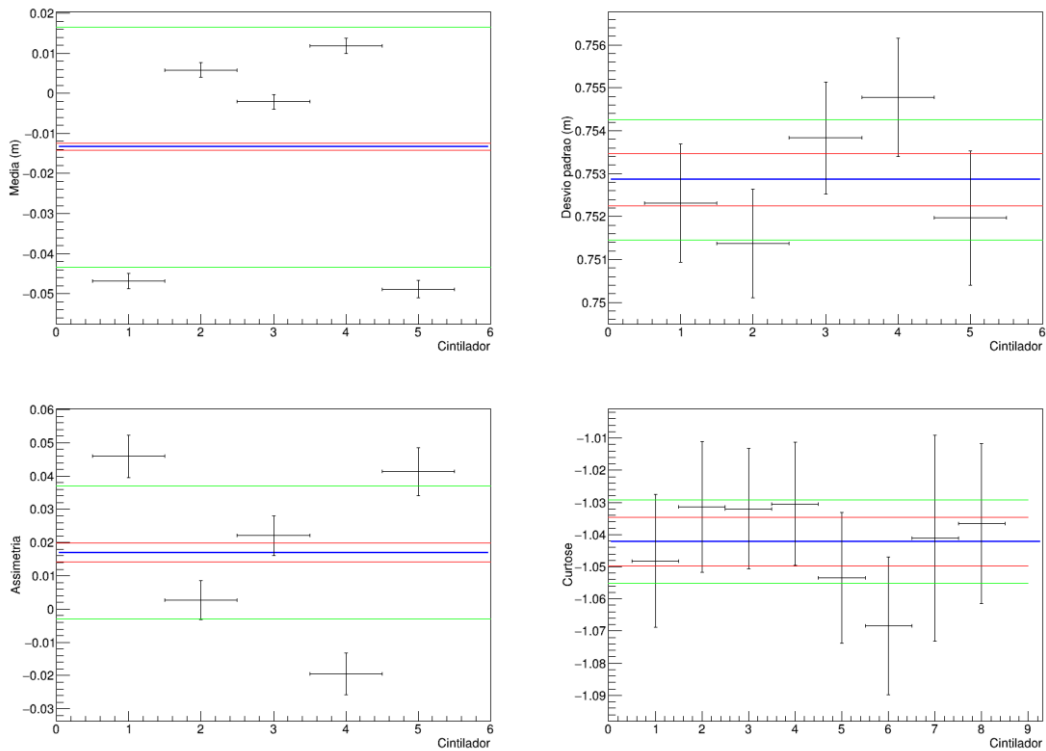 Media (m)
0.02
0.01
0
−0.01
−0.02
−0.03
−0.04
−0.05
0 1 2 3 4 5 6
Cintilador
Desvio padrao (m)
0.756
0.755
0.754
0.753
0.752
0.751
0.75
0 1 2 3 4 5 6
Cintilador
Assimetria
0.06
0.05
0.04
0.03
0.02
0.01
0
−0.01
−0.02
−0.03
0 1 2 3 4 5 6
Cintilador
Curtose
−1.01
−1.02
−1.03
−1.04
−1.05
−1.06
−1.07
−1.08
−1.09
0 1 2 3 4 5 6 7 8 9
Cintilador